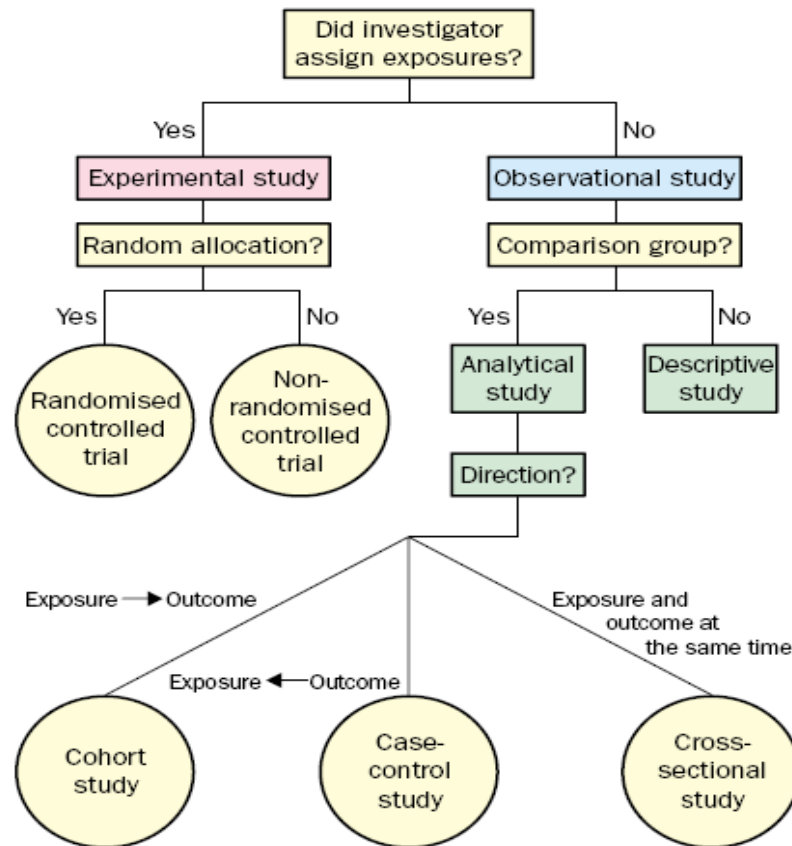 Did investigator
assign exposures?
Yes
No
Experimental study
Observational study
Random allocation?
Comparison group?
Yes
No
Yes
No
Randomised
controlled
trial
Non-
randomised
controlled
trial
Analytical
study
Descriptive
study
Direction?
Exposure → Outcome
Exposure and
outcome at
the same time
Exposure ← Outcome
Cohort
study
Case-
control
study
Cross-
sectional
study